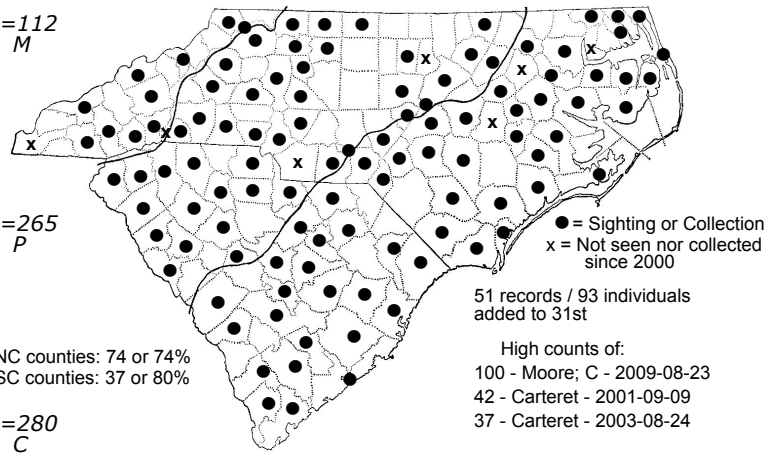 =112
M
=265
P
=280
C
NC counties: 74 or 74%
SC counties: 37 or 80%
x
x
x
x
x
x
x
● = Sighting or Collection
x = Not seen nor collected
since 2000
51 records / 93 individuals
added to 31st
High counts of:
100 - Moore; C - 2009-08-23
42 - Carteret - 2001-09-09
37 - Carteret - 2003-08-24